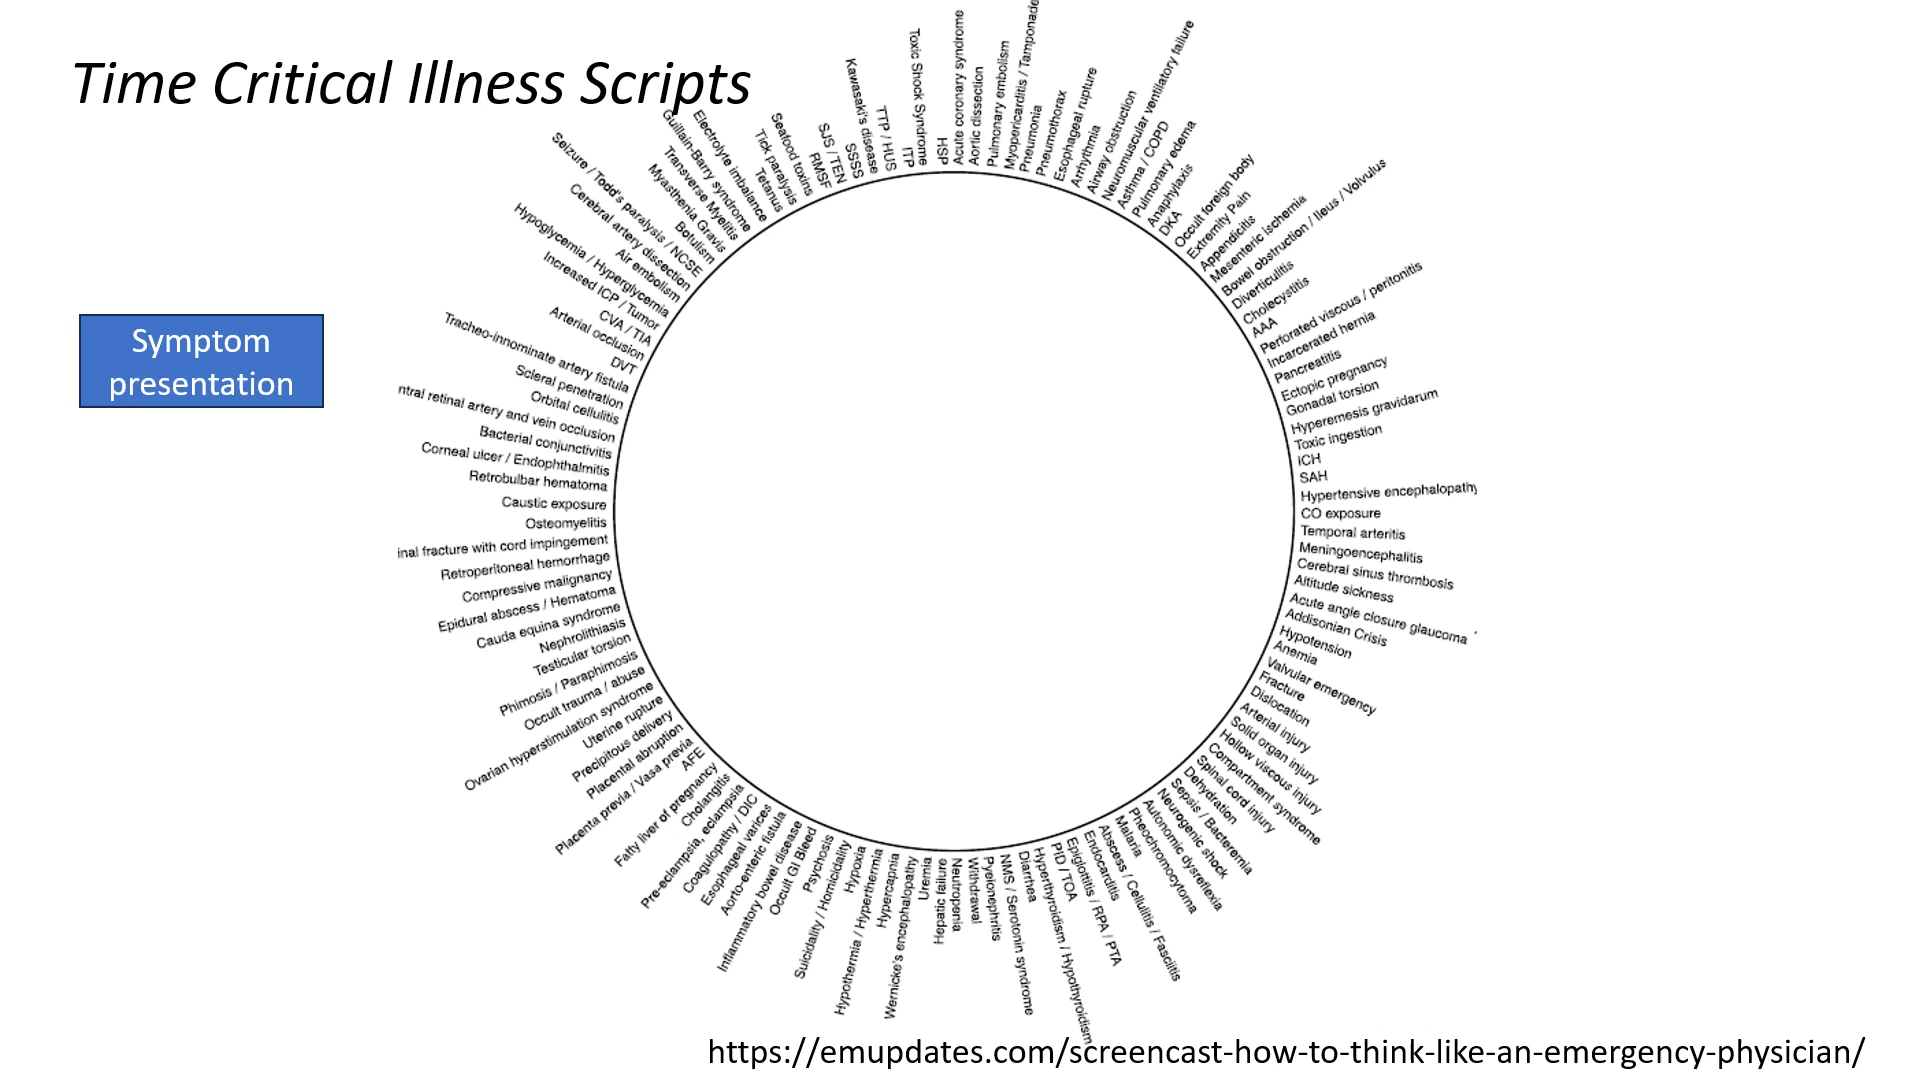 Time Critical Illness Scripts
Symptom
presentation
Acute coronary syndrome
Aortic dissection
Pulmonary embolism
Myopericarditis / Tamponade
Pneumonia
Pneumothorax
Esophageal rupture
Arrhythmia
Airway obstruction
Neuromuscular ventilatory failure
Asthma / COPD
Pulmonary edema
Anaphylaxis
DKA
Occult foreign body
Extremity Pain
Appendicitis
Mesenteric ischemia
Bowel obstruction / Ileus / Volvulus
Diverticulitis
Cholecystitis
AAA
Perforated viscous / peritonitis
Incarcerated hernia
Pancreatitis
Ectopic pregnancy
Gonadal torsion
Hyperemesis gravidarum
Toxic ingestion
ICH
SAH
Hypertensive encephalopathy
CO exposure
Temporal arteritis
Meningoencephalitis
Cerebral sinus thrombosis
Altitude sickness
Acute angle closure glaucoma
Addisonian Crisis
Hypotension
Anemia
Valvular emergency
Fracture
Dislocation
Arterial injury
Solid organ injury
Hollow viscous injury
Compartment syndrome
Spinal cord injury
Dehydration
Sepsis / Bacteremia
Neurogenic shock
Autonomic dysreflexia
Pheochromocytoma
Malaria
Abscess / Cellulitis / Fasciitis
Endocarditis
Epiglottitis / RPA / PTA
PID / TOA
Hyperthyroidism / Hypothyroidism
Diarrhea
NMS / Serotonin syndrome
Pyelonephritis
Withdrawal
Neutropenia
Hepatic failure
Uremia
Wernicke's encephalopathy
Hypercapnia
Hypothermia / Hyperthermia
Hypoxia
Suicidality / Homicidality
Psychosis
Occult GI Bleed
Inflammatory bowel disease
Aorto-enteric fistula
Esophageal varices
Coagulopathy / DIC
Pre-eclampsia, eclampsia
Cholangitis
Fatty liver of pregnancy
AFE
Placenta previa / Vasa previa
Placental abruption
Precipitous delivery
Uterine rupture
Ovarian hyperstimulation syndrome
Occult trauma / abuse
Phimosis / Paraphimosis
Testicular torsion
Nephrolithiasis
Cauda equina syndrome
Epidural abscess / Hematoma
Compressive malignancy
Retroperitoneal hemorrhage
inal fracture with cord impingement
Osteomyelitis
Caustic exposure
Retrobulbar hematoma
Corneal ulcer / Endophthalmitis
Bacterial conjunctivitis
ntral retinal artery and vein occlusion
Orbital cellulitis
Scleral penetration
Tracheo-innominate artery fistula
DVT
Arterial occlusion
CVA / TIA
Increased ICP / Tumor
Hypoglycemia / Hyperglycemia
Air embolism
Cerebral artery dissection
Seizure / Todd's paralysis / NCSE
Botulism
Myasthenia Gravis
Transverse Myelitis
Guillain-Barry syndrome
Electrolyte imbalance
Tetanus
Tick paralysis
Seafood toxins
RMSF
SJS / TEN
SSSS
Kawasaki's disease
TTP / HUS
ITP
Toxic Shock Syndrome
HSP
https://emupdates.com/screencast-how-to-think-like-an-emergency-physician/